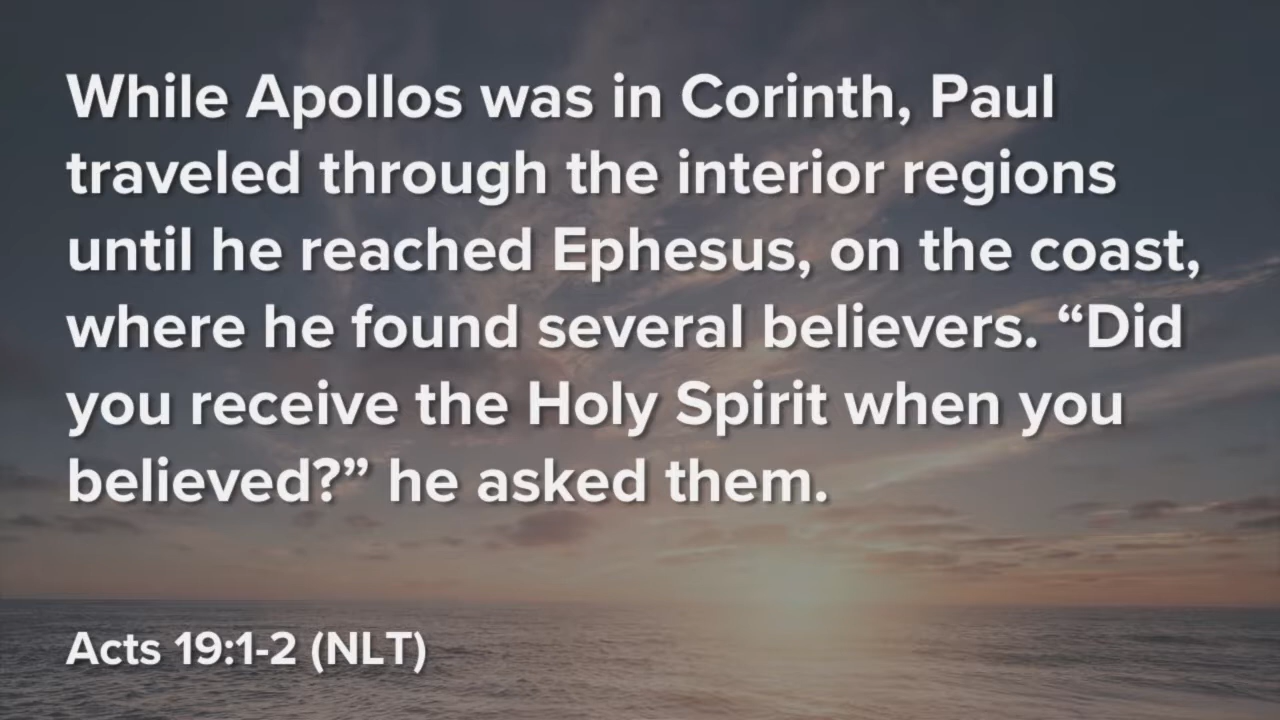 While Apollos was in Corinth, Paul
traveled through the interior regions
until he reached Ephesus, on the coast,
where he found several believers. “Did
you receive the Holy Spirit when you
believed?” he asked them.
Acts 19:1-2 (NLT)